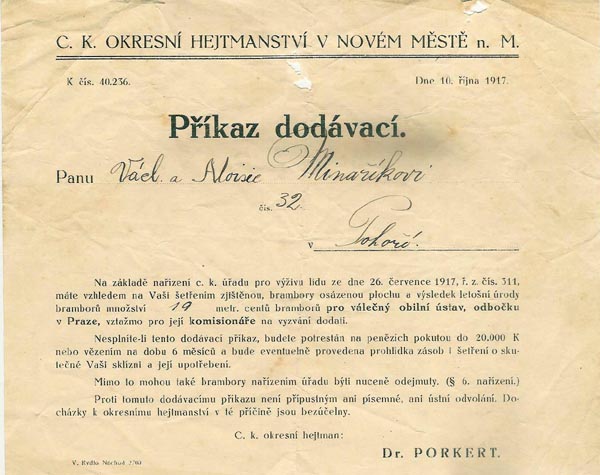 C. K. OKRESNÍ HEJTMANSTVÍ V NOVÉM MĚSTĚ n. M.
K čís. 40.236.
Dne 10. října 1917.
Příkaz dodávací.
Panu Václ. a Aloisie Minaříkovi
čís. 32
v Pohoří.
Na základě nařízení c. k. úřadu pro výživu lidu ze dne 26. července 1917, ř. z. čís. 311,
máte vzhledem na Vaši šetřením zjištěnou, brambory osázenou plochu a výsledek letošní úrody
bramborů množství 19 metr. centů bramborů pro válečný obilní ústav, odbočku
v Praze, vztažmo pro její komisionáře na vyzvání dodati.
Nesplníte-li tento dodávací příkaz, budete potrestán na penězích pokutou do 20.000 K
nebo vězením na dobu 6 měsíců a bude eventuelně provedena prohlídka zásob i šetření o sku-
tečné Vaší sklizni a její upotřebení.
Mimo to mohou také brambory nařízením úřadu býti nuceně odejmuty. (§ 6. nařízení.)
Proti tomuto dodávacímu příkazu není přípustným ani písemné, ani ústní odvolání. Do-
cházky k okresnímu hejtmanství v té příčině jsou bezúčelny.
C. k. okresní hejtman:
Dr. PORKERT.
V. Kydlo Náchod